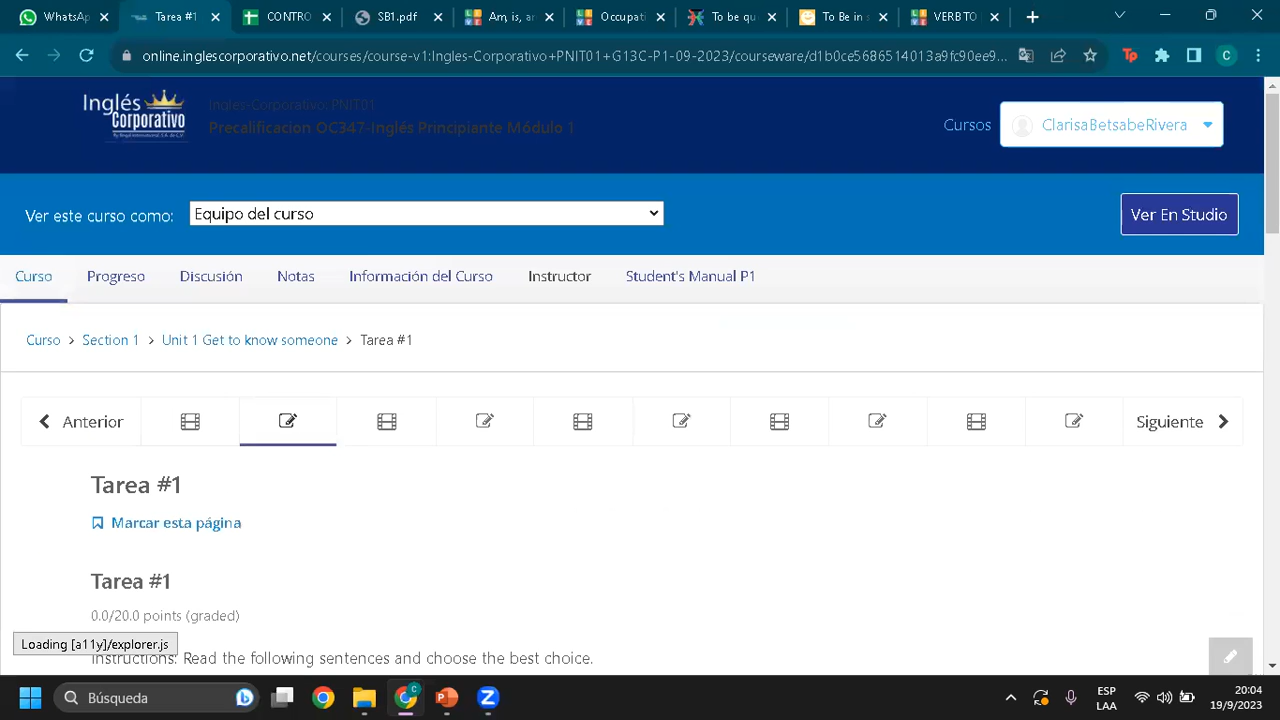 WhatsApp
Tarea #1
CONTRO
SB1.pdf
Am, is, ar
Occupati
To be qu
To Be in s
VERB TO
online.inglescorporativo.net/courses/course-v1:Ingles-Corporativo+PNIT01+G13C-P1-09-2023/courseware/d1b0ce5686514013a9fc90ee9...
Inglés
Corporativo
Ingles-Corporativo: PNIT01
Precalificacion OC347-Inglés Principiante Módulo 1
Cursos
ClarisaBetsabeRivera
Ver este curso como:
Equipo del curso
Ver En Studio
Curso
Progreso
Discusión
Notas
Información del Curso
Instructor
Student's Manual P1
Curso > Section 1 > Unit 1 Get to know someone > Tarea #1
Anterior
Siguiente
Tarea #1
Marcar esta página
Tarea #1
0.0/20.0 points (graded)
Loading [a11y]/explorer.js
Instructions: Read the following sentences and choose the best choice.
Búsqueda
ESP
LAA
20:04
19/9/2023